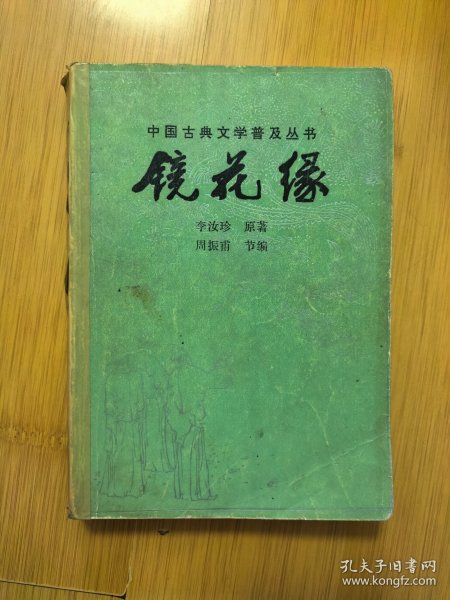 中国古典文学普及丛书
镜花缘
李汝珍 原著
周振甫 节编
孔夫子旧书网
www.kongfz.com